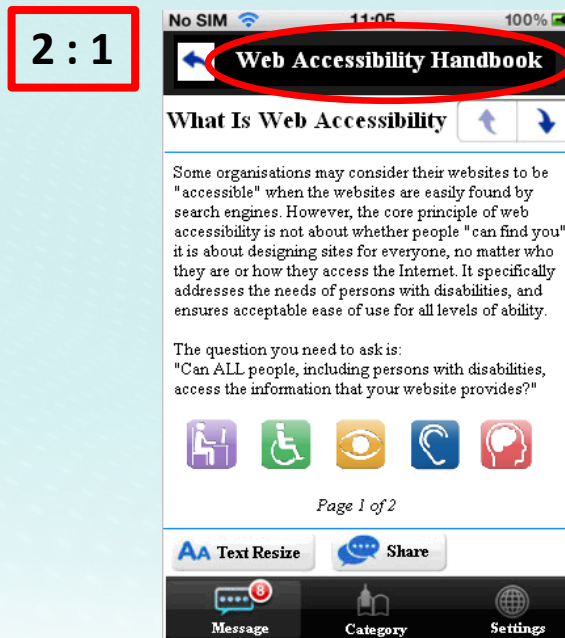 2 : 1
No SIM 11:05 100%
Web Accessibility Handbook
What Is Web Accessibility
Some organisations may consider their websites to be
"accessible" when the websites are easily found by
search engines. However, the core principle of web
accessibility is not about whether people "can find you"
it is about designing sites for everyone, no matter who
they are or how they access the Internet. It specifically
addresses the needs of persons with disabilities, and
ensures acceptable ease of use for all levels of ability.
The question you need to ask is:
"Can ALL people, including persons with disabilities,
access the information that your website provides?"
Page 1 of 2
AA Text Resize Share
8
Message Category Settings